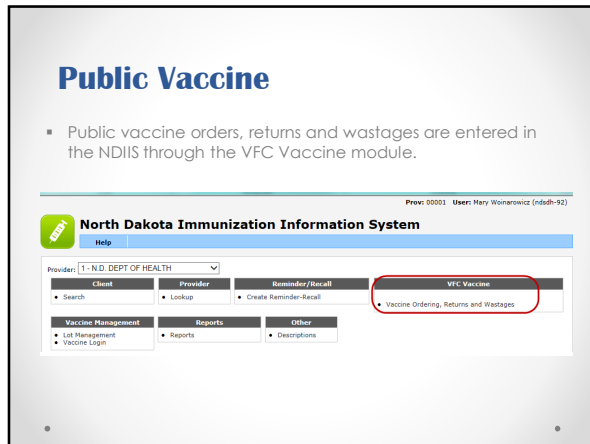 Public Vaccine
▪ Public vaccine orders, returns and wastages are entered in
the NDIIS through the VFC Vaccine module.
Prov: 00001 User: Mary Woinarowicz (ndsdh-92)
North Dakota Immunization Information System
Help
Provider: 1 - N.D. DEPT OF HEALTH
Client
• Search
Provider
• Lookup
Reminder/Recall
• Create Reminder-Recall
VFC Vaccine
• Vaccine Ordering, Returns and Wastages
Vaccine Management
• Lot Management
• Vaccine Login
Reports
• Reports
Other
• Descriptions